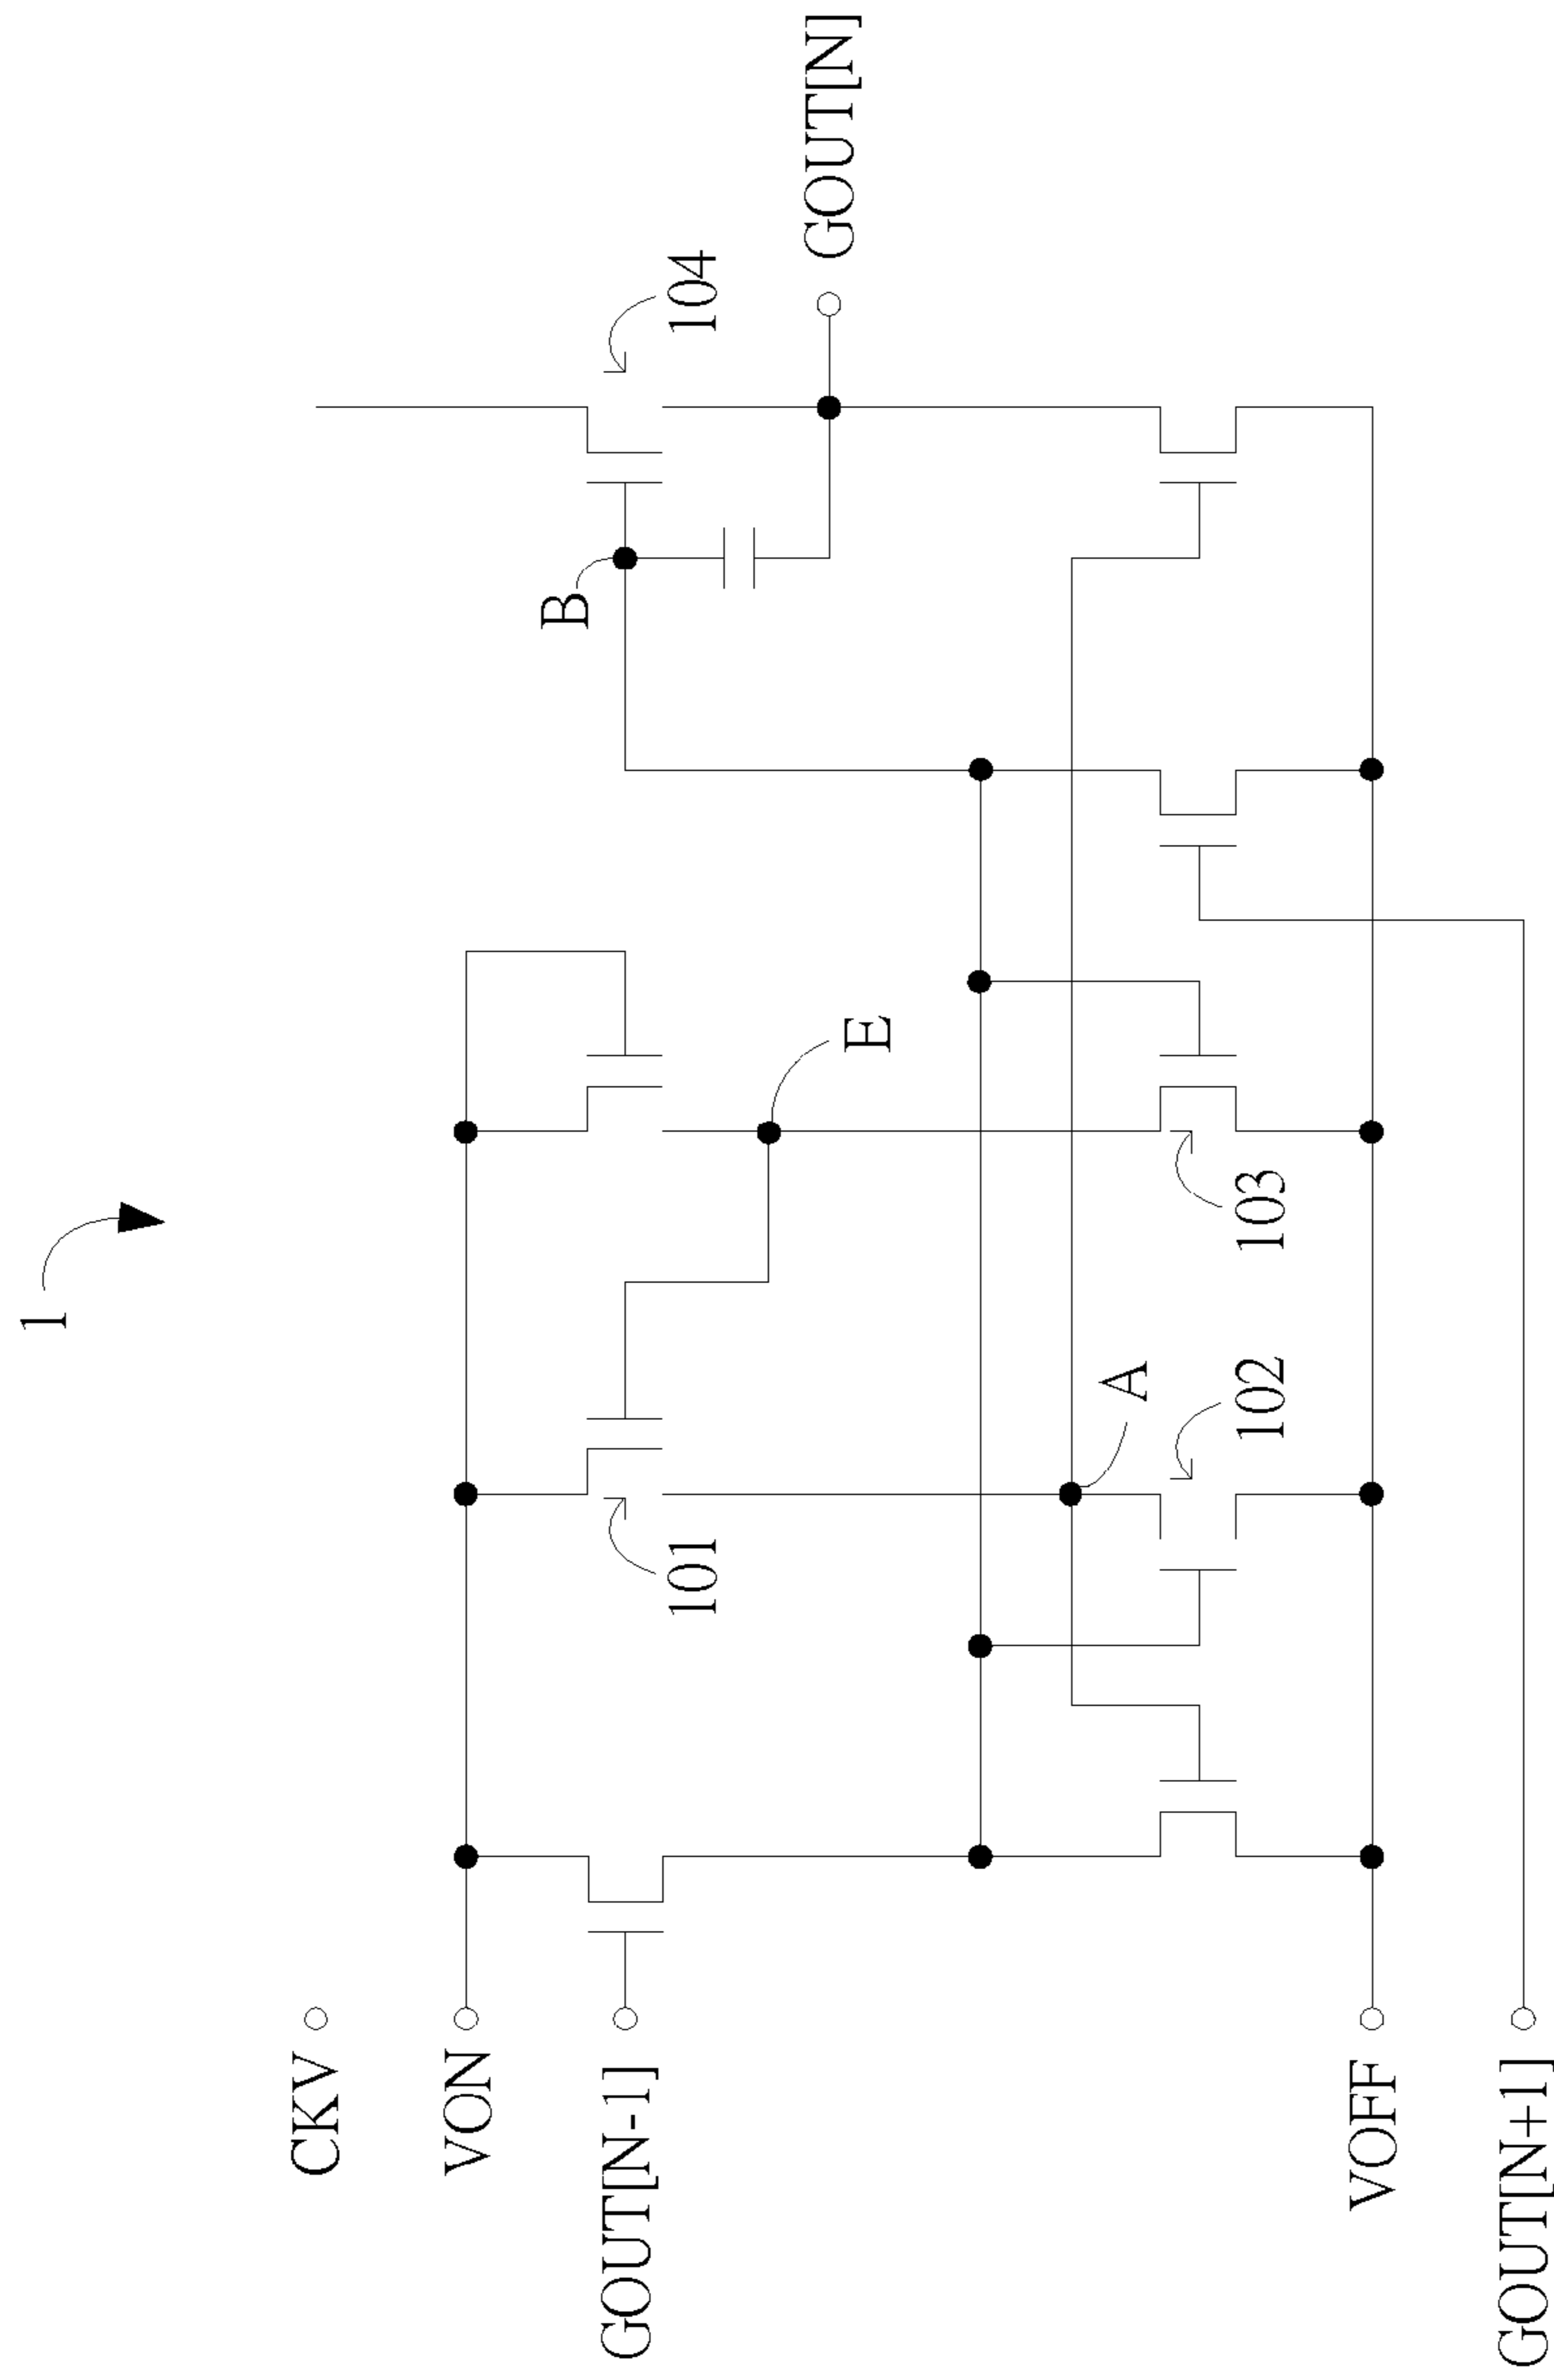 1
CKV
VON
GOUT[N-1]
101
E
B
104
GOUT[N]
A
102
103
VOFF
GOUT[N+1]